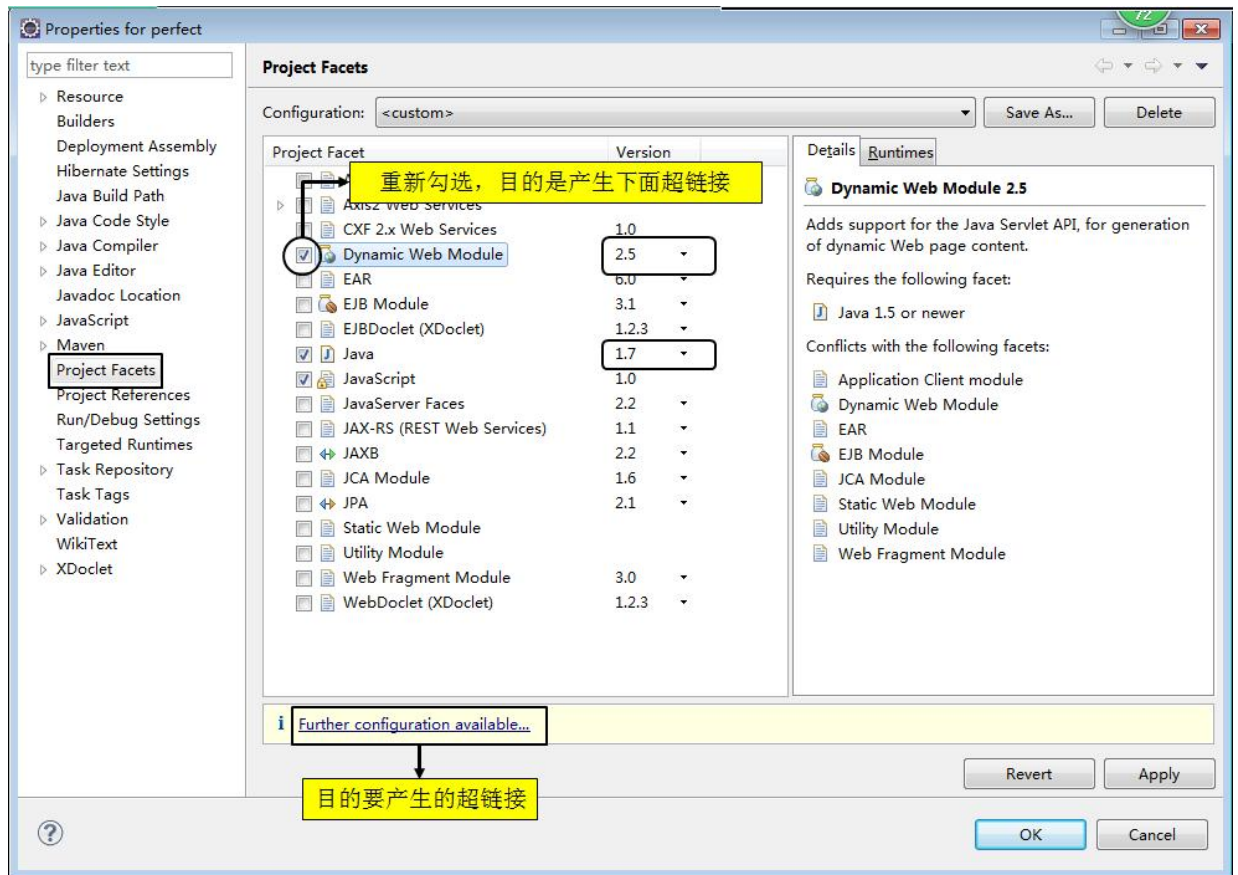 72
Properties for perfect
type filter text
Resource
Builders
Deployment Assembly
Hibernate Settings
Java Build Path
Java Code Style
Java Compiler
Java Editor
Javadoc Location
JavaScript
Maven
Project Facets
Project References
Run/Debug Settings
Targeted Runtimes
Task Repository
Task Tags
Validation
WikiText
XDoclet
Project Facets
Configuration: <custom> Save As... Delete
Project Facet Version
重新勾选，目的是产生下面超链接
Axis2 Web Services
CXF 2.x Web Services 1.0
Dynamic Web Module 2.5
EAR 6.0
EJB Module 3.1
EJBDoclet (XDoclet) 1.2.3
Java 1.7
JavaScript 1.0
JavaServer Faces 2.2
JAX-RS (REST Web Services) 1.1
JAXB 2.2
JCA Module 1.6
JPA 2.1
Static Web Module
Utility Module
Web Fragment Module 3.0
WebDoclet (XDoclet) 1.2.3
Details Runtimes
Dynamic Web Module 2.5
Adds support for the Java Servlet API, for generation
of dynamic Web page content.
Requires the following facet:
Java 1.5 or newer
Conflicts with the following facets:
Application Client module
Dynamic Web Module
EAR
EJB Module
JCA Module
Static Web Module
Utility Module
Web Fragment Module
i Further configuration available...
目的要产生的超链接
Revert Apply
? OK Cancel